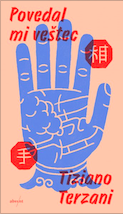 Povedal
mi veštec
相
手
Tiziano
Terzani